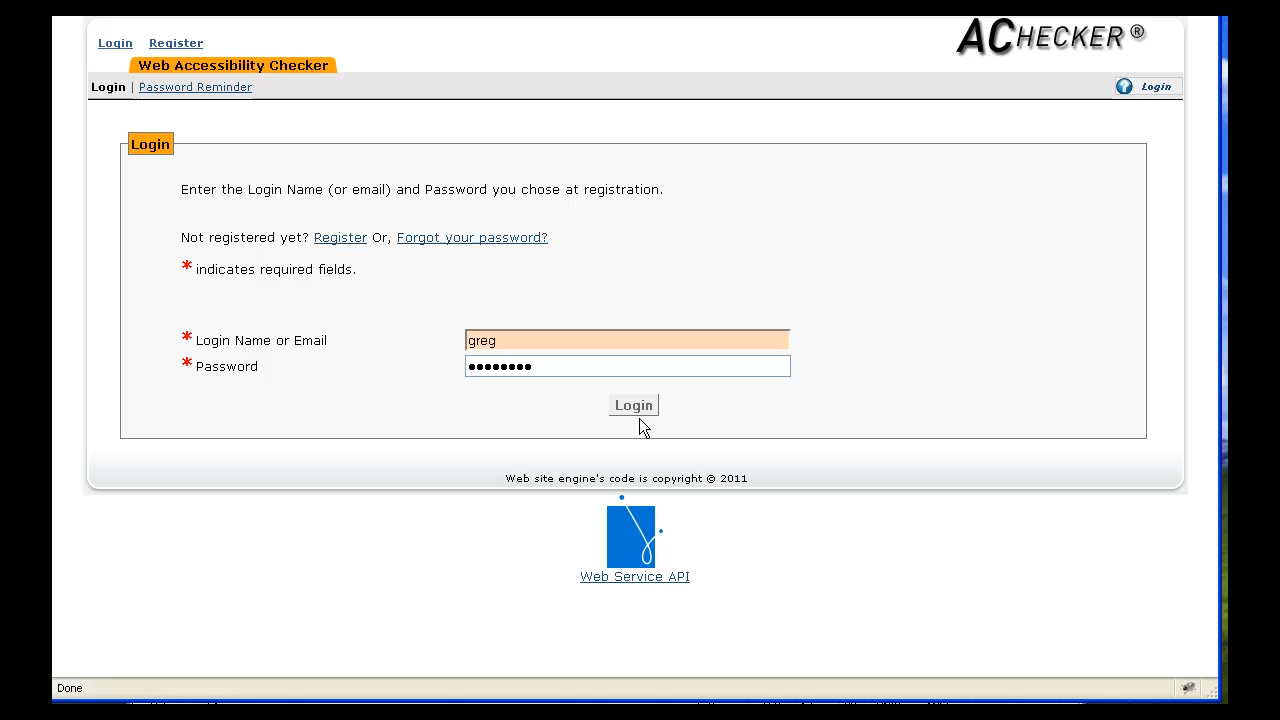 Login Register
ACHECKER ®
Web Accessibility Checker
Login | Password Reminder
? Login
Login
Enter the Login Name (or email) and Password you chose at registration.
Not registered yet? Register Or, Forgot your password?
* indicates required fields.
* Login Name or Email greg
* Password ••••••••
Login
Web site engine's code is copyright © 2011
Web Service API
Done